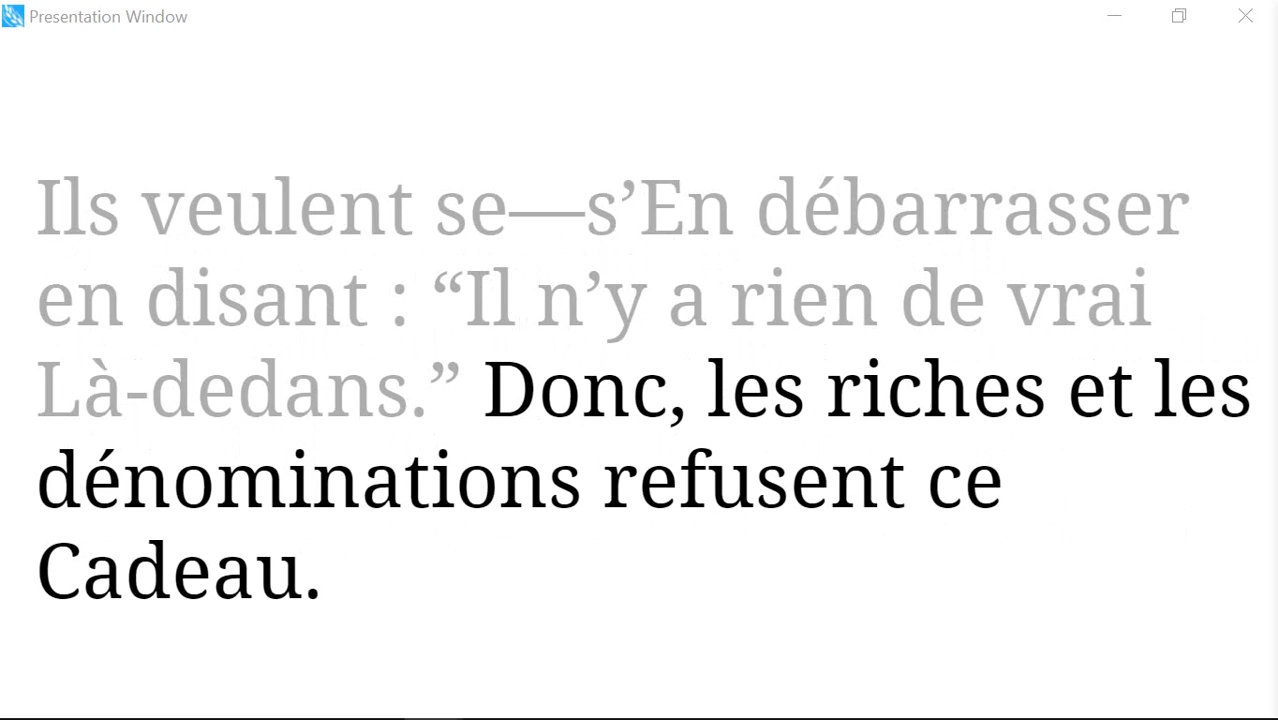 Presentation Window
Ils veulent se—s’En débarrasser
en disant : “Il n’y a rien de vrai
Là-dedans.” Donc, les riches et les
dénominations refusent ce
Cadeau.